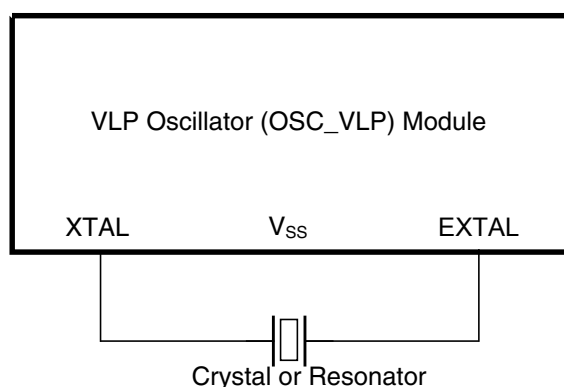 VLP Oscillator (OSC_VLP) Module
XTAL VSS EXTAL
Crystal or Resonator